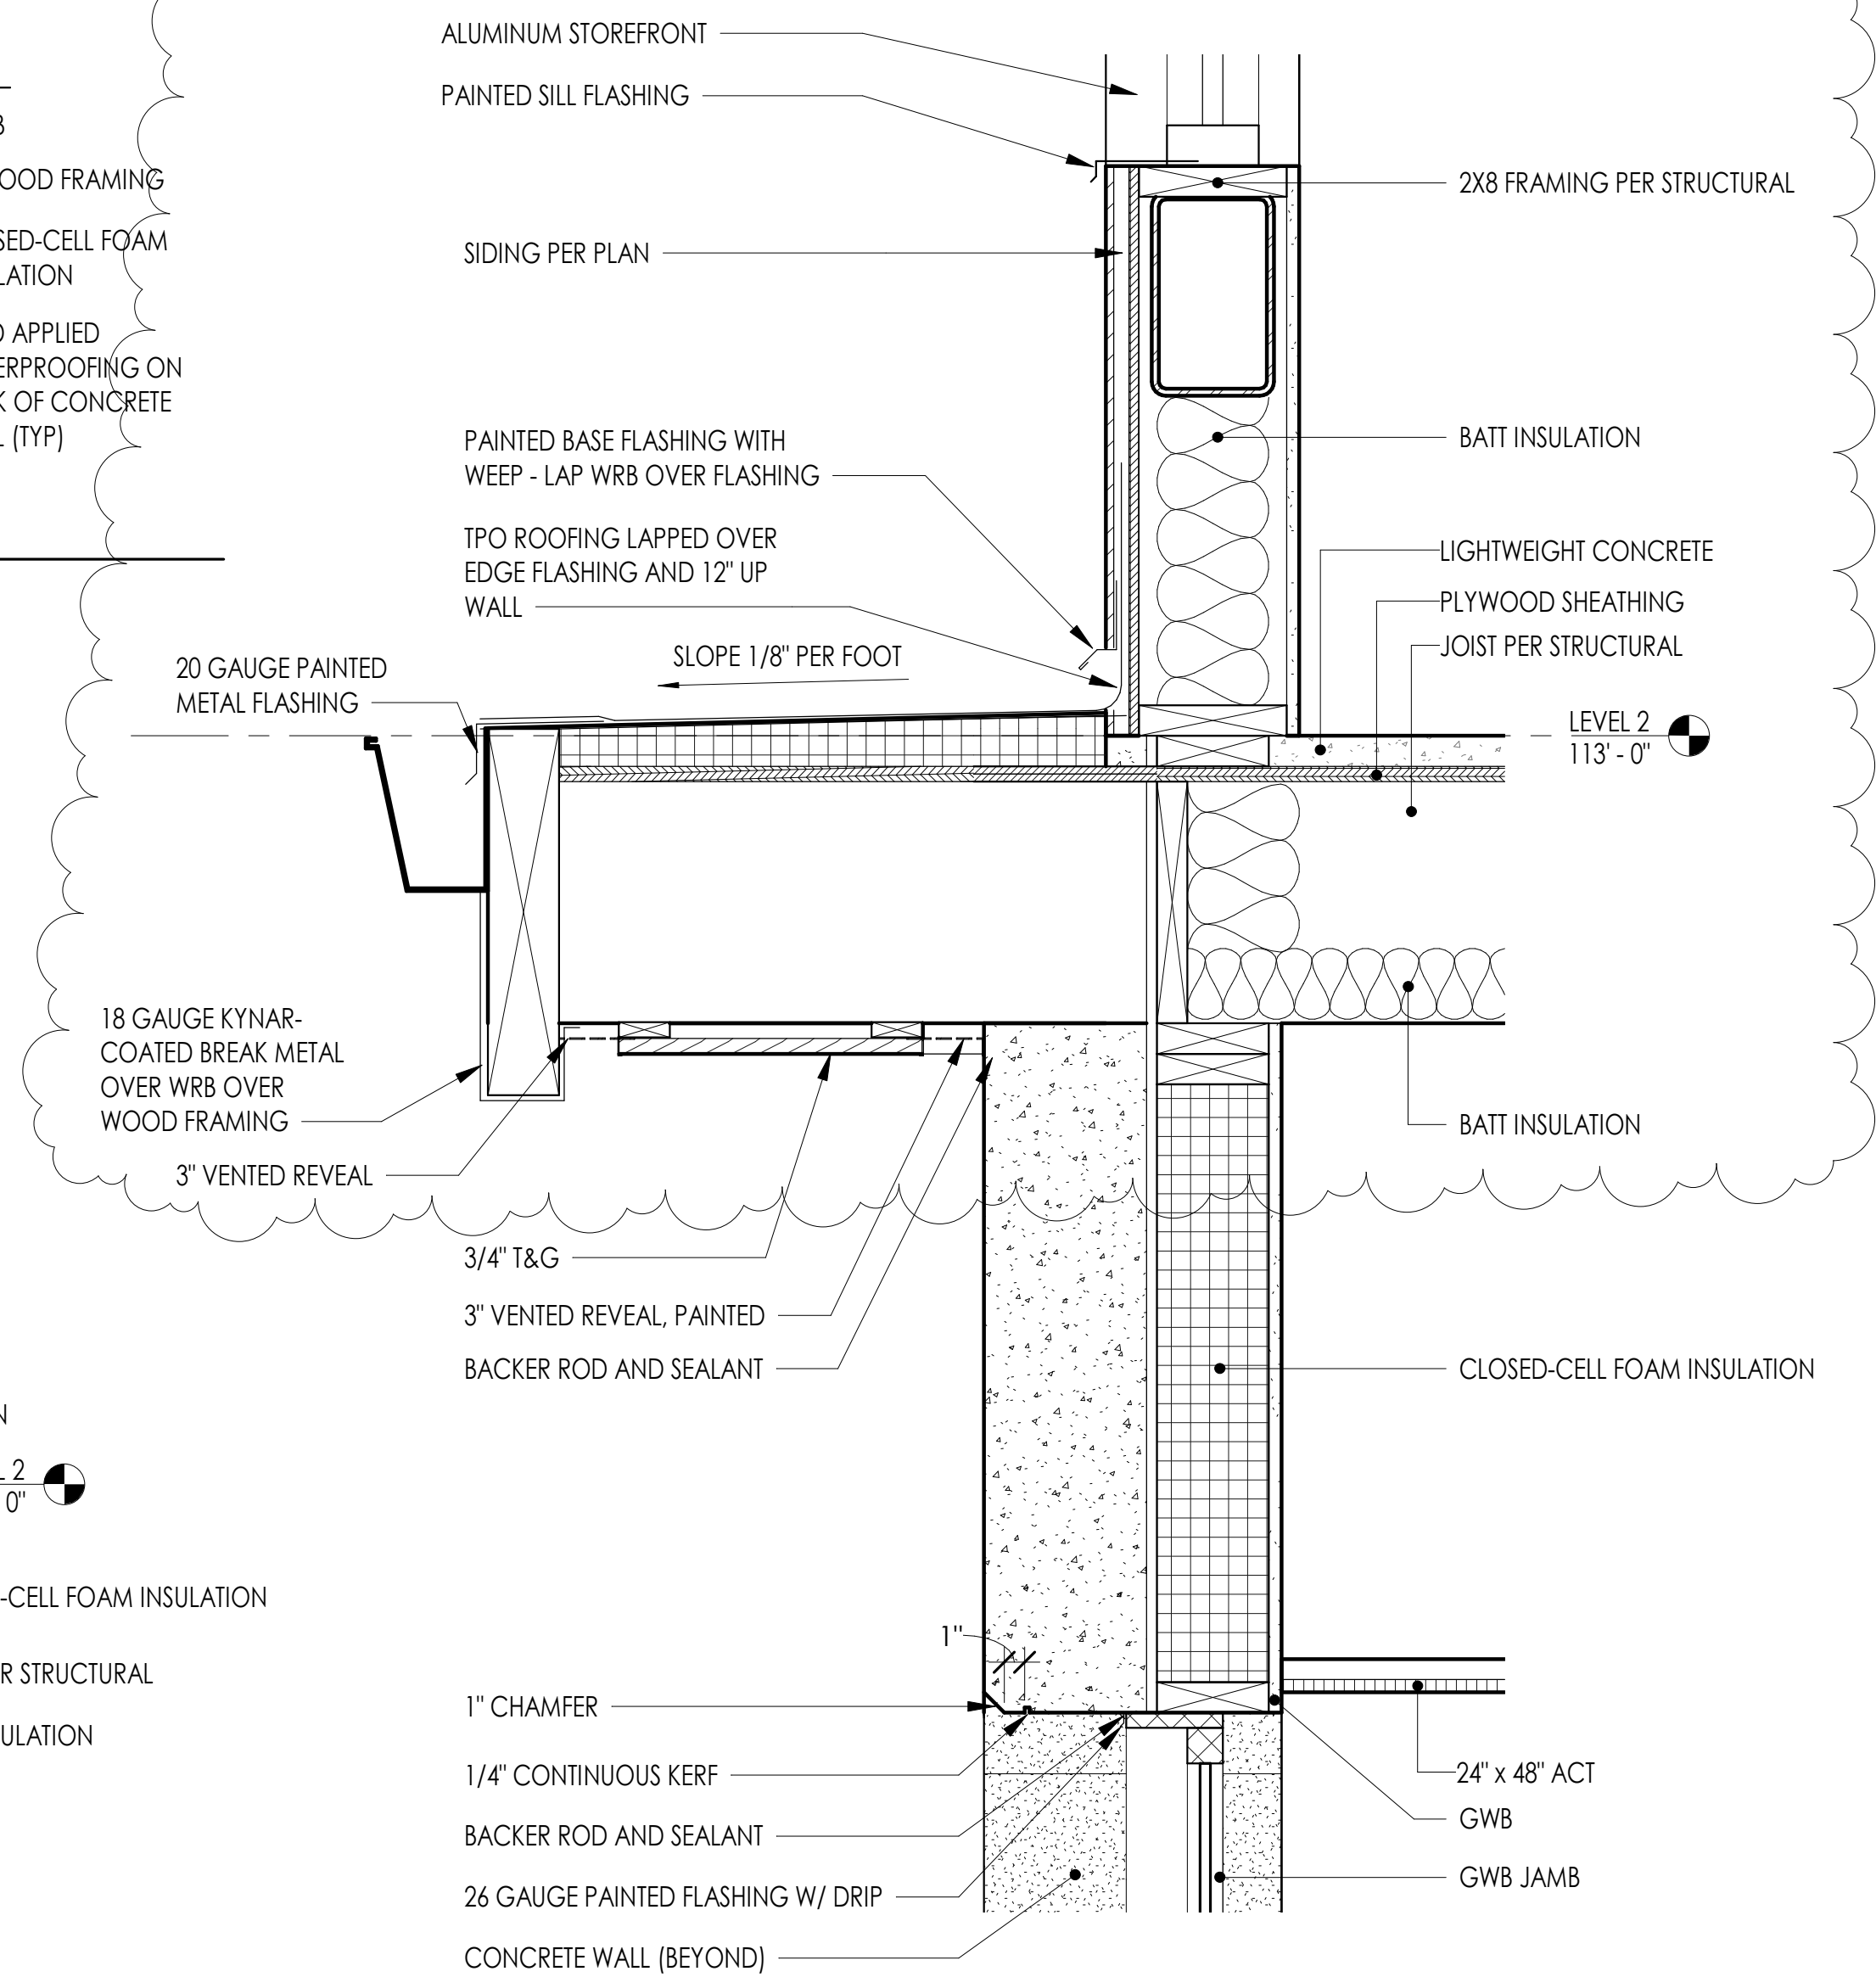 ALUMINUM STOREFRONT
PAINTED SILL FLASHING
2X8 FRAMING PER STRUCTURAL
SIDING PER PLAN
PAINTED BASE FLASHING WITH
WEEP - LAP WRB OVER FLASHING
BATT INSULATION
TPO ROOFING LAPPED OVER
EDGE FLASHING AND 12" UP
WALL
LIGHTWEIGHT CONCRETE
PLYWOOD SHEATHING
JOIST PER STRUCTURAL
SLOPE 1/8" PER FOOT
20 GAUGE PAINTED
METAL FLASHING
LEVEL 2
113' - 0"
18 GAUGE KYNAR-
COATED BREAK METAL
OVER WRB OVER
WOOD FRAMING
3" VENTED REVEAL
BATT INSULATION
3/4" T&G
3" VENTED REVEAL, PAINTED
BACKER ROD AND SEALANT
CLOSED-CELL FOAM INSULATION
1"
1" CHAMFER
1/4" CONTINUOUS KERF
BACKER ROD AND SEALANT
26 GAUGE PAINTED FLASHING W/ DRIP
CONCRETE WALL (BEYOND)
24" x 48" ACT
GWB
GWB JAMB
FRAMING
FOAM
APPLIED
ON
OF CONCRETE
(TYP)
2
0"
-CELL FOAM INSULATION
STRUCTURAL